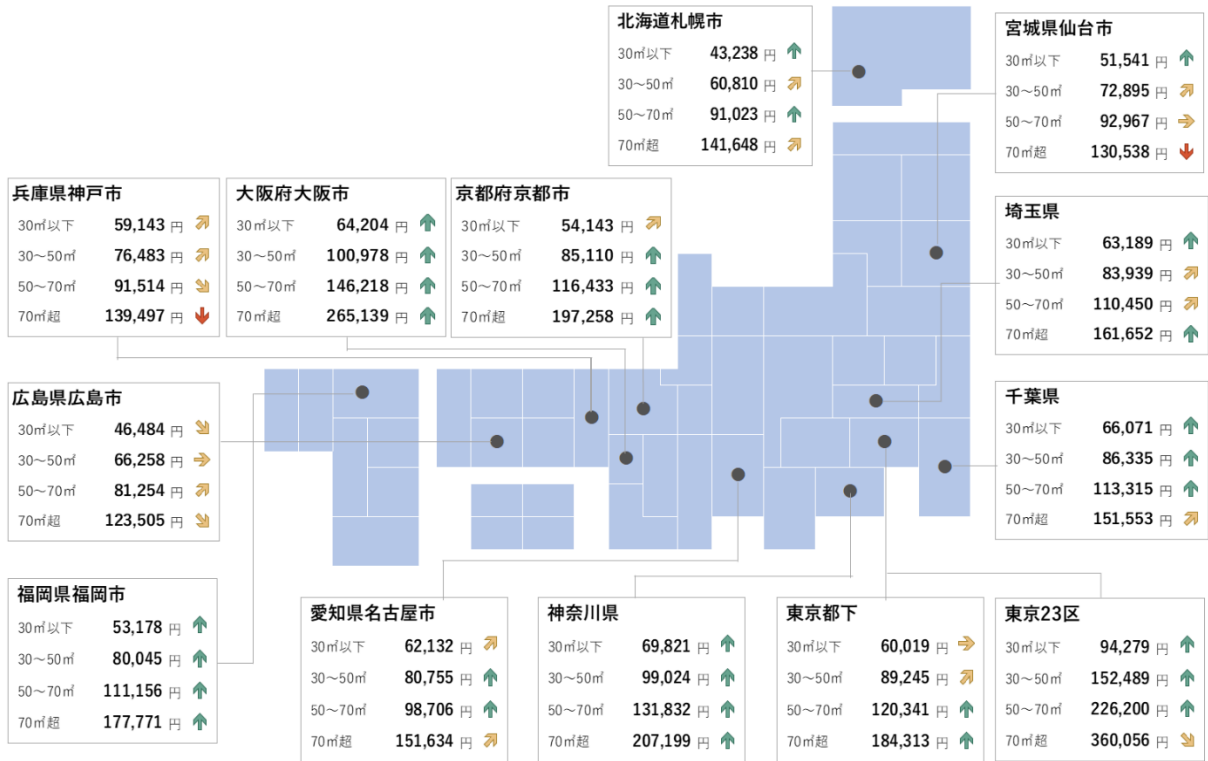 北海道札幌市
30㎡以下 43,238 円
30～50㎡ 60,810 円
50～70㎡ 91,023 円
70㎡超 141,648 円
宮城県仙台市
30㎡以下 51,541 円
30～50㎡ 72,895 円
50～70㎡ 92,967 円
70㎡超 130,538 円
兵庫県神戸市
30㎡以下 59,143 円
30～50㎡ 76,483 円
50～70㎡ 91,514 円
70㎡超 139,497 円
大阪府大阪市
30㎡以下 64,204 円
30～50㎡ 100,978 円
50～70㎡ 146,218 円
70㎡超 265,139 円
京都府京都市
30㎡以下 54,143 円
30～50㎡ 85,110 円
50～70㎡ 116,433 円
70㎡超 197,258 円
埼玉県
30㎡以下 63,189 円
30～50㎡ 83,939 円
50～70㎡ 110,450 円
70㎡超 161,652 円
広島県広島市
30㎡以下 46,484 円
30～50㎡ 66,258 円
50～70㎡ 81,254 円
70㎡超 123,505 円
千葉県
30㎡以下 66,071 円
30～50㎡ 86,335 円
50～70㎡ 113,315 円
70㎡超 151,553 円
福岡県福岡市
30㎡以下 53,178 円
30～50㎡ 80,045 円
50～70㎡ 111,156 円
70㎡超 177,771 円
愛知県名古屋市
30㎡以下 62,132 円
30～50㎡ 80,755 円
50～70㎡ 98,706 円
70㎡超 151,634 円
神奈川県
30㎡以下 69,821 円
30～50㎡ 99,024 円
50～70㎡ 131,832 円
70㎡超 207,199 円
東京都下
30㎡以下 60,019 円
30～50㎡ 89,245 円
50～70㎡ 120,341 円
70㎡超 184,313 円
東京23区
30㎡以下 94,279 円
30～50㎡ 152,489 円
50～70㎡ 226,200 円
70㎡超 360,056 円